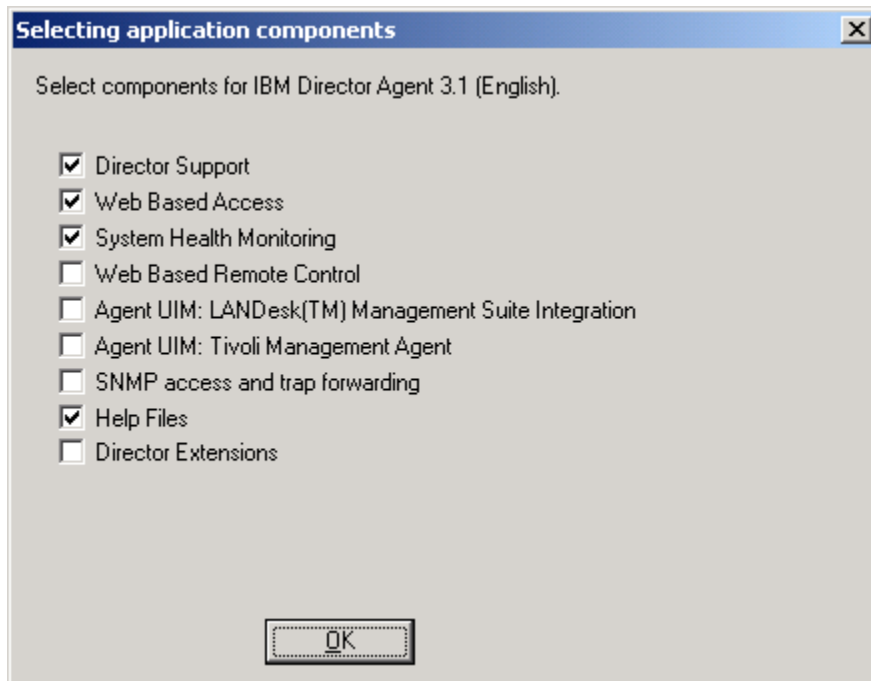 Selecting application components
Select components for IBM Director Agent 3.1 (English).
Director Support
Web Based Access
System Health Monitoring
Web Based Remote Control
Agent UIM: LANDesk(TM) Management Suite Integration
Agent UIM: Tivoli Management Agent
SNMP access and trap forwarding
Help Files
Director Extensions
OK